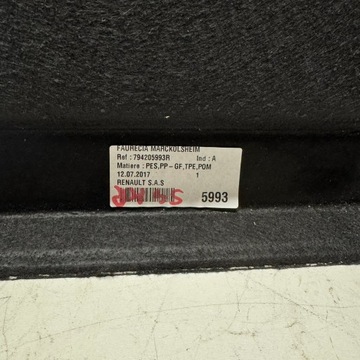 FAURECIA MARCKOLSHEIM
Ref : 794205993R Ind : A
Matiere : PES,PP-GF,TPE,POM
12.07.2017 1
RENAULT S.A.S
5993